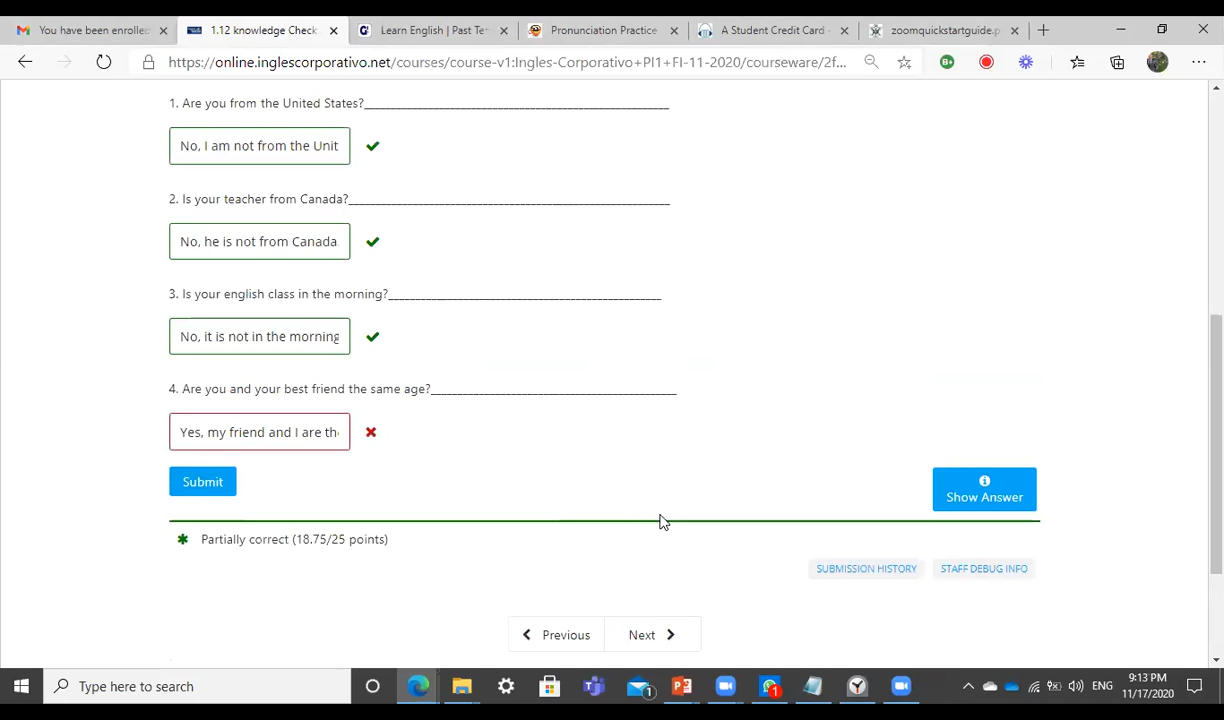 You have been enrolled
1.12 knowledge Check
Learn English | Past Te
Pronunciation Practice
A Student Credit Card -
zoomquickstartguide.p
https://online.inglescorporativo.net/courses/course-v1:Ingles-Corporativo+PI1+FI-11-2020/courseware/2f...
1. Are you from the United States?
No, I am not from the Unit
2. Is your teacher from Canada?
No, he is not from Canada.
3. Is your english class in the morning?
No, it is not in the morning
4. Are you and your best friend the same age?
Yes, my friend and I are the
Submit
Show Answer
Partially correct (18.75/25 points)
SUBMISSION HISTORY
STAFF DEBUG INFO
Previous
Next
Type here to search
1
1
ENG
9:13 PM
11/17/2020